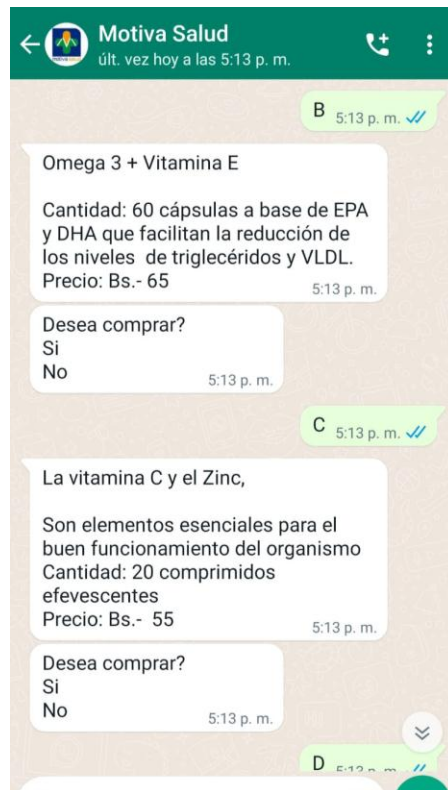 Motiva Salud
últ. vez hoy a las 5:13 p. m.
B 5:13 p. m.
Omega 3 + Vitamina E
Cantidad: 60 cápsulas a base de EPA
y DHA que facilitan la reducción de
los niveles de triglecéridos y VLDL.
Precio: Bs.- 65
5:13 p. m.
Desea comprar?
Si
No
5:13 p. m.
C 5:13 p. m.
La vitamina C y el Zinc,
Son elementos esenciales para el
buen funcionamiento del organismo
Cantidad: 20 comprimidos
efevescentes
Precio: Bs.- 55
5:13 p. m.
Desea comprar?
Si
No
5:13 p. m.
D 5:13 p. m.